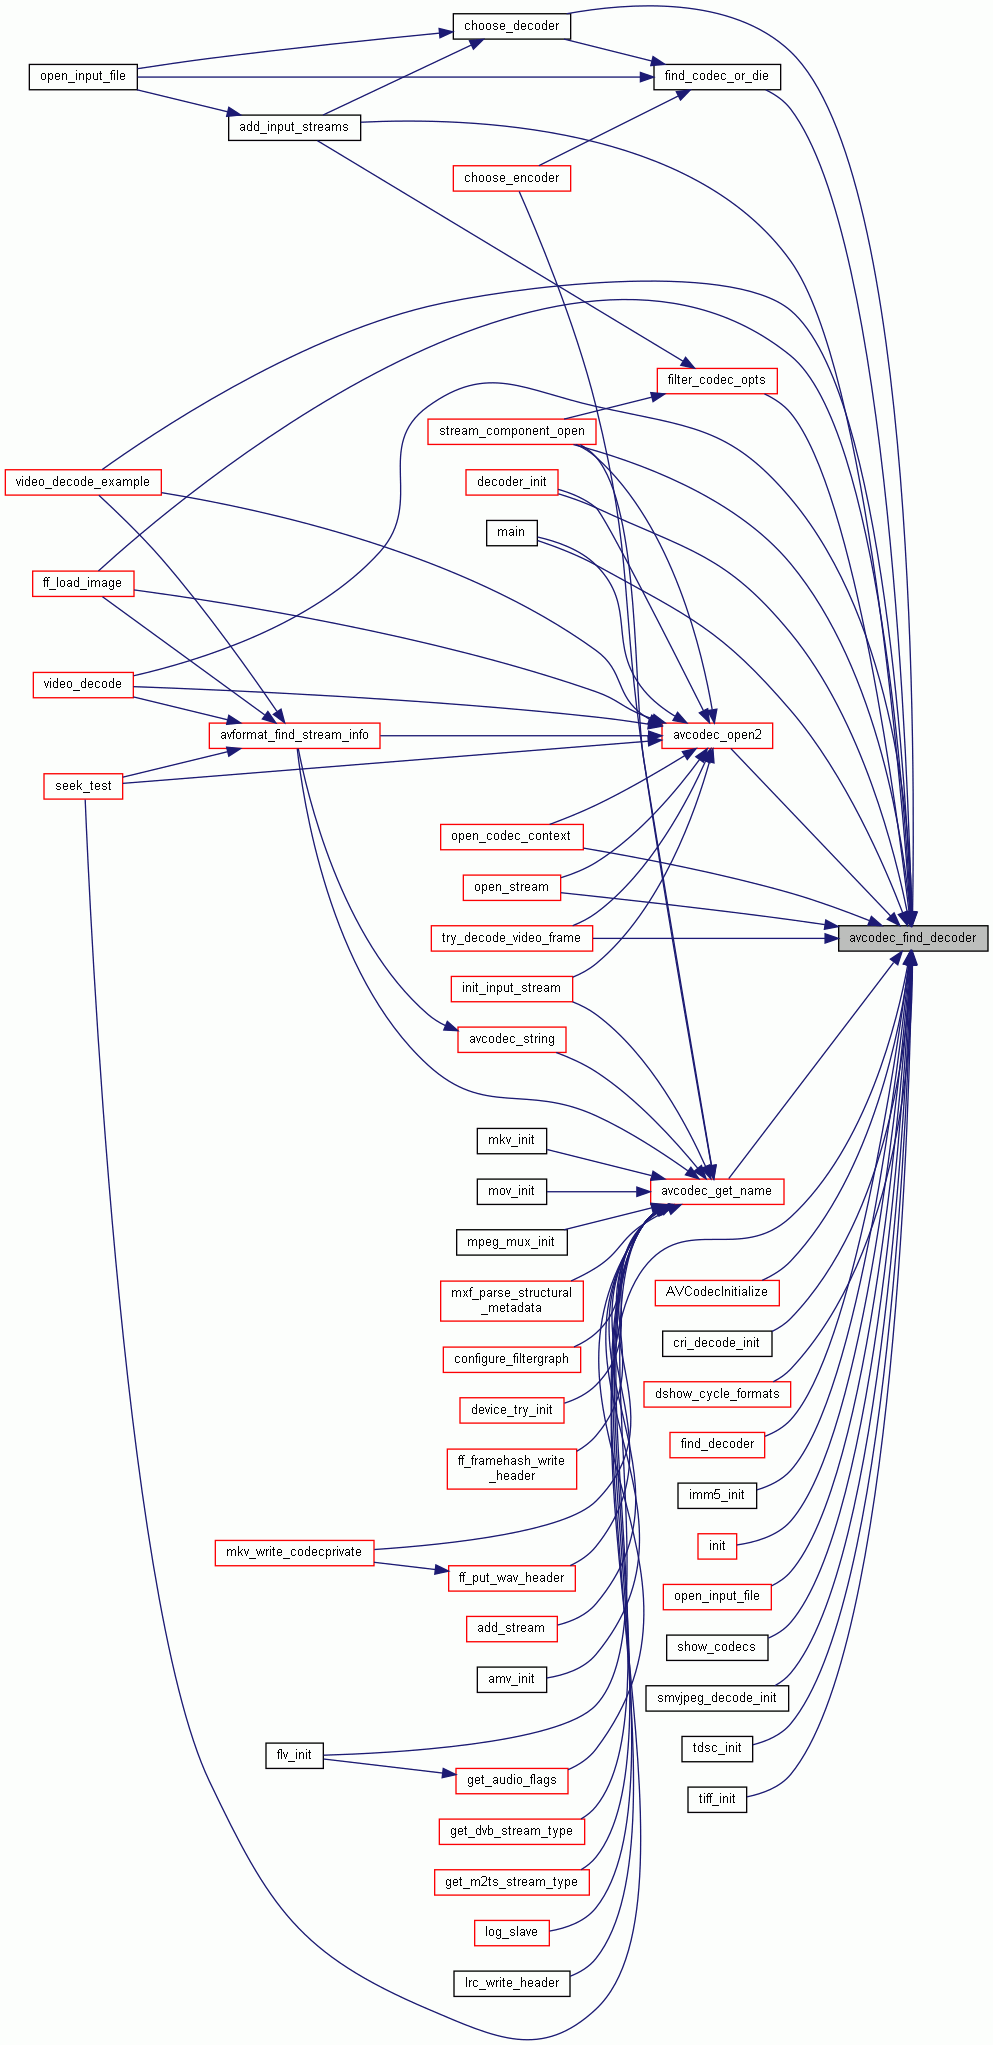 choose_decoder
open_input_file
find_codec_or_die
add_input_streams
choose_encoder
filter_codec_opts
stream_component_open
video_decode_example
decoder_init
main
ff_load_image
video_decode
avformat_find_stream_info
avcodec_open2
seek_test
open_codec_context
open_stream
try_decode_video_frame
avcodec_find_decoder
init_input_stream
avcodec_string
mkv_init
mov_init
avcodec_get_name
mpeg_mux_init
mxf_parse_structural
_metadata
AVCodecInitialize
cri_decode_init
configure_filtergraph
dshow_cycle_formats
device_try_init
find_decoder
ff_framehash_write
_header
imm5_init
init
mkv_write_codecprivate
ff_put_wav_header
open_input_file
add_stream
show_codecs
amv_init
smvjpeg_decode_init
flv_init
tdsc_init
get_audio_flags
tiff_init
get_dvb_stream_type
get_m2ts_stream_type
log_slave
lrc_write_header